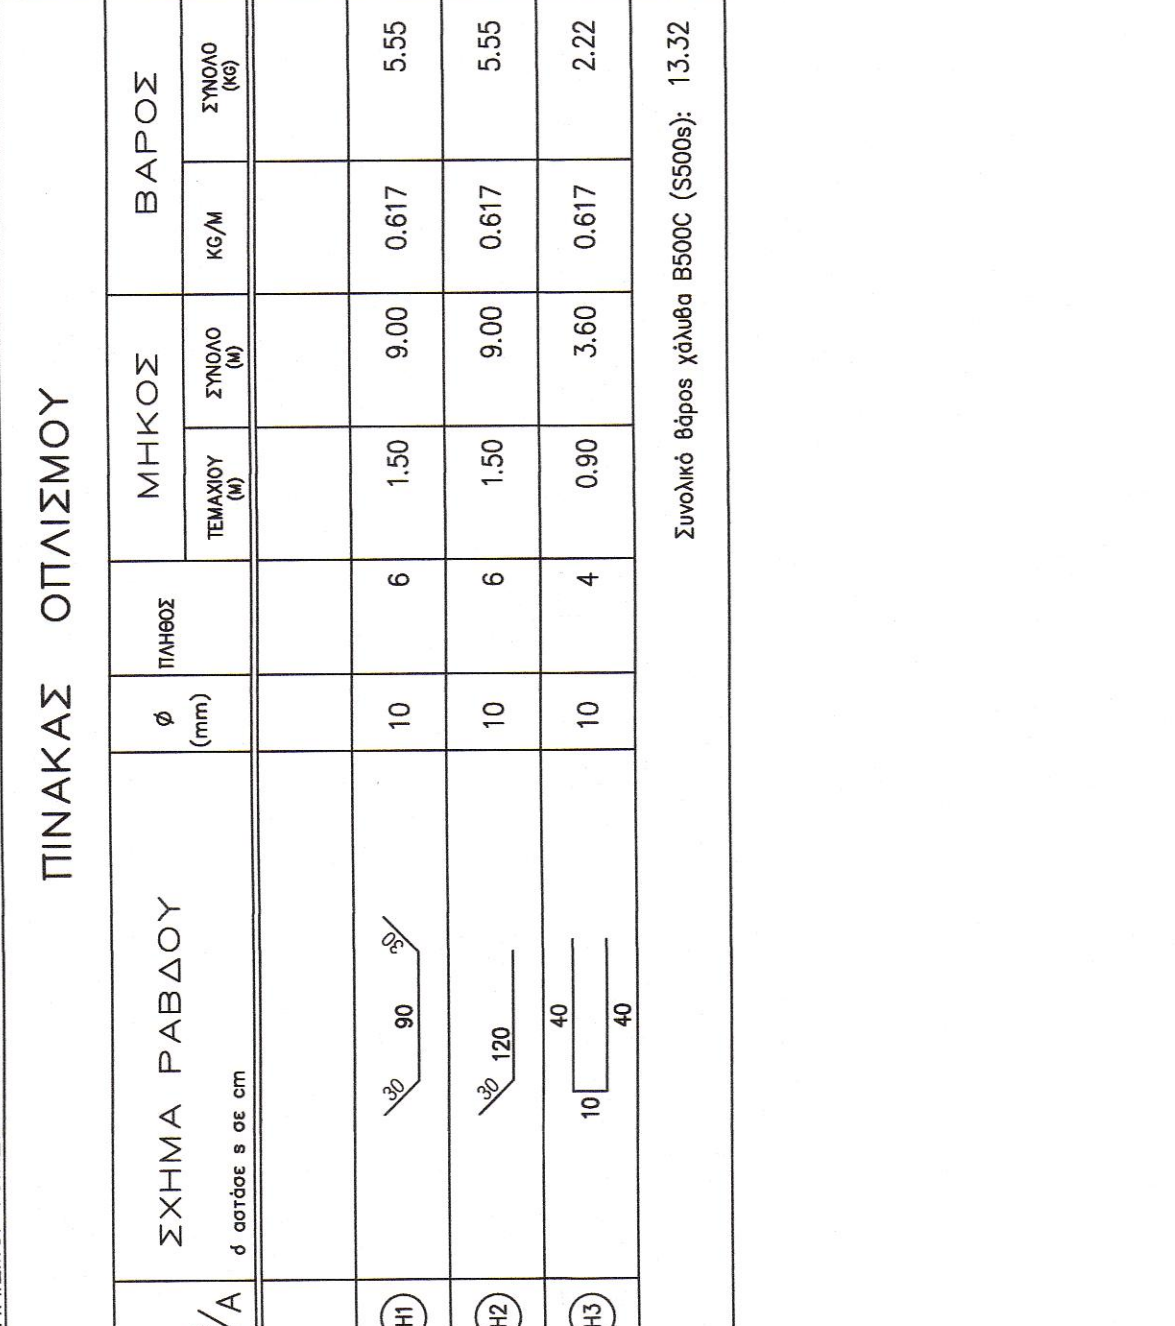 ΠΙΝΑΚΑΣ ΟΠΛΙΣΜΟΥ
/Α ΣΧΗΜΑ ΡΑΒΔΟΥ Ø ΠΛΗΘΟΣ ΜΗΚΟΣ ΒΑΡΟΣ
δ αστάσε s σε cm (mm) ΤΕΜΑΧΙΟΥ (M) ΣΥΝΟΛΟ (M) KG/M ΣΥΝΟΛΟ (KG)
H1 30 90 30 10 6 1.50 9.00 0.617 5.55
H2 30 120 10 6 1.50 9.00 0.617 5.55
H3 10 40 40 10 4 0.90 3.60 0.617 2.22
Συνολικό βάρος χάλυβα B500C (S500s): 13.32